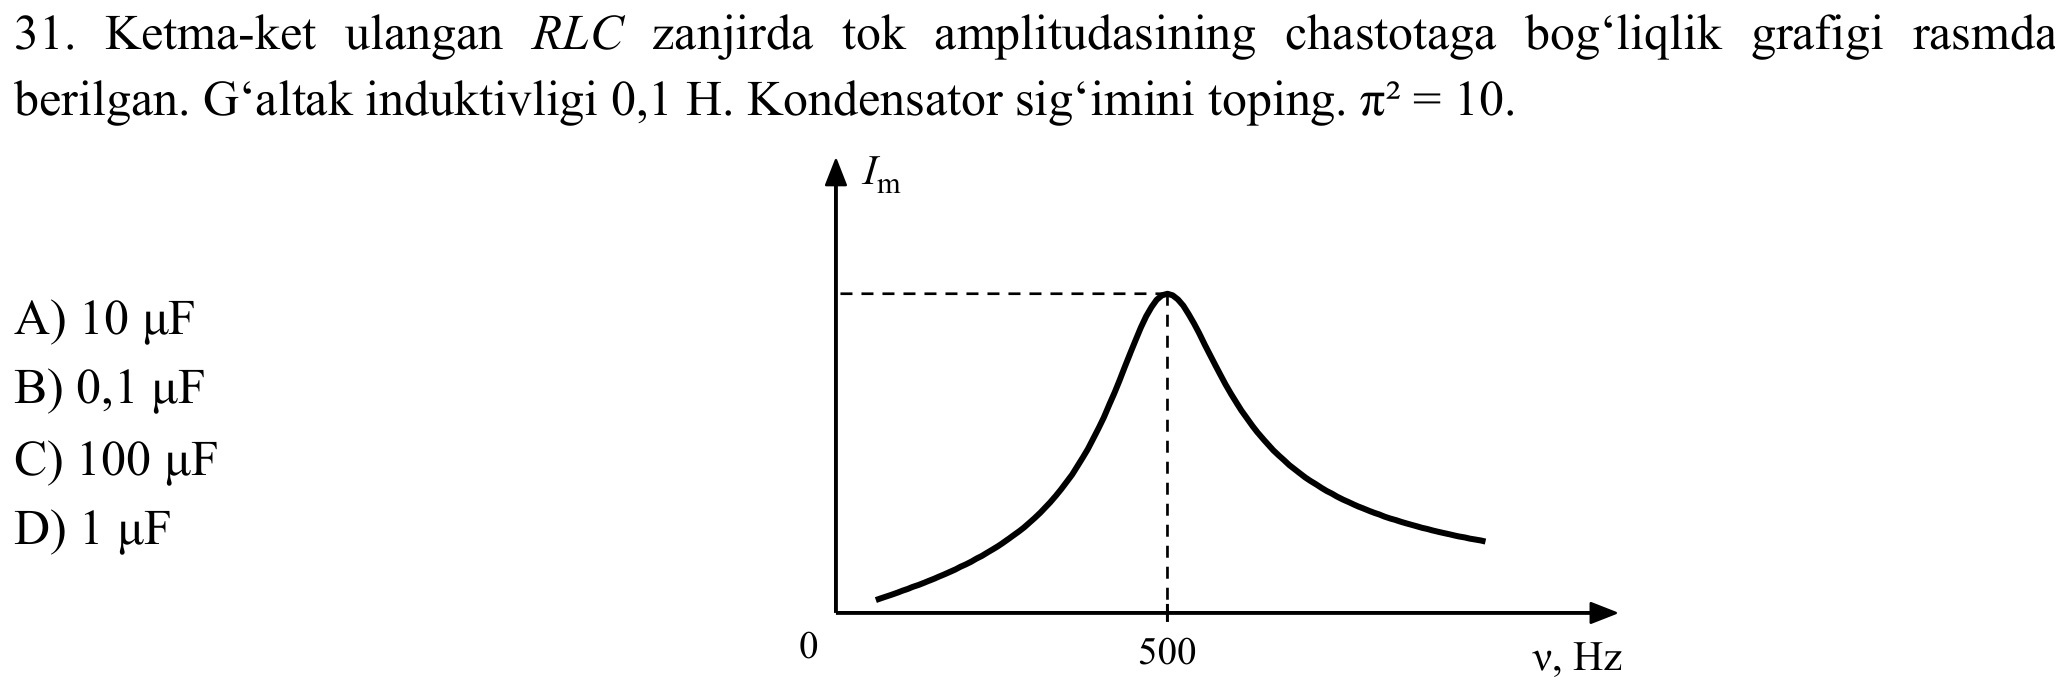 31. Ketma-ket ulangan RLC zanjirda tok amplitudasining chastotaga bog‘liqlik grafigi rasmda
berilgan. G‘altak induktivligi 0,1 H. Kondensator sig‘imini toping. π² = 10.
Iₘ
A) 10 μF
B) 0,1 μF
C) 100 μF
D) 1 μF
0
500
ν, Hz